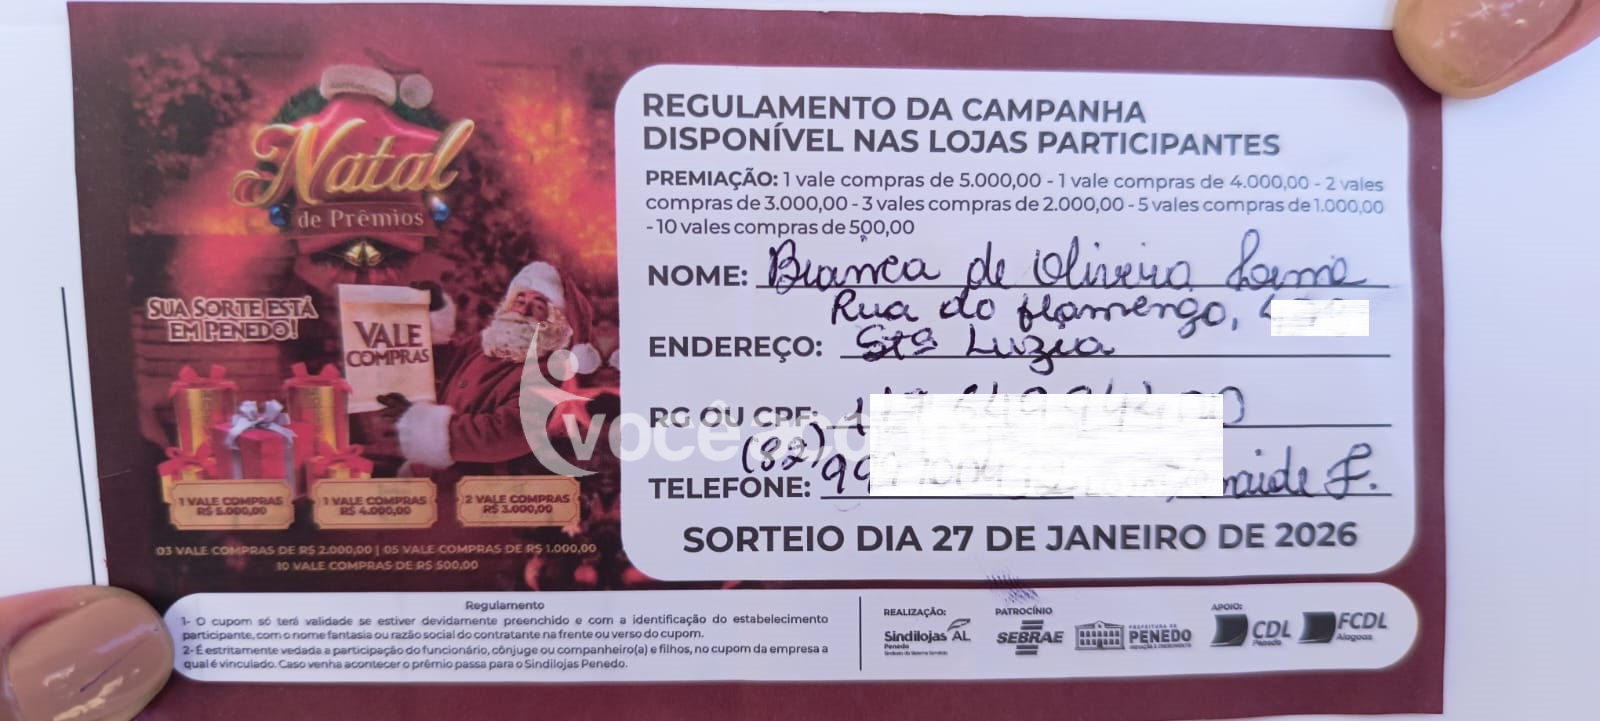 Natal
de Prêmios
SUA SORTE ESTÁ
EM PENEDO!
VALE
COMPRAS
1 VALE COMPRAS
R$ 5.000,00
1 VALE COMPRAS
R$ 4.000,00
2 VALE COMPRAS
R$ 3.000,00
03 VALE COMPRAS DE R$ 2.000,00 | 05 VALE COMPRAS DE R$ 1.000,00
10 VALE COMPRAS DE R$ 500,00
REGULAMENTO DA CAMPANHA
DISPONÍVEL NAS LOJAS PARTICIPANTES
PREMIAÇÃO: 1 vale compras de 5.000,00 - 1 vale compras de 4.000,00 - 2 vales
compras de 3.000,00 - 3 vales compras de 2.000,00 - 5 vales compras de 1.000,00
- 10 vales compras de 500,00
NOME: Bianca de Oliveira
Rua do flamengo,
ENDEREÇO: Stª Luzia
RG OU CPF:
(82)
TELEFONE: F.
você
SORTEIO DIA 27 DE JANEIRO DE 2026
Regulamento
1- O cupom só terá validade se estiver devidamente preenchido e com a identificação do estabelecimento
participante, com o nome fantasia ou razão social do contratante na frente ou verso do cupom.
2- É estritamente vedada a participação do funcionário, cônjuge ou companheiro(a) e filhos, no cupom da empresa a
qual é vinculado. Caso venha acontecer o prêmio passa para o Sindilojas Penedo.
REALIZAÇÃO:
Sindilojas AL
Penedo
PATROCÍNIO
SEBRAE
PREFEITURA DE
PENEDO
APOIO:
CDL
Penedo
FCDL
Alagoas